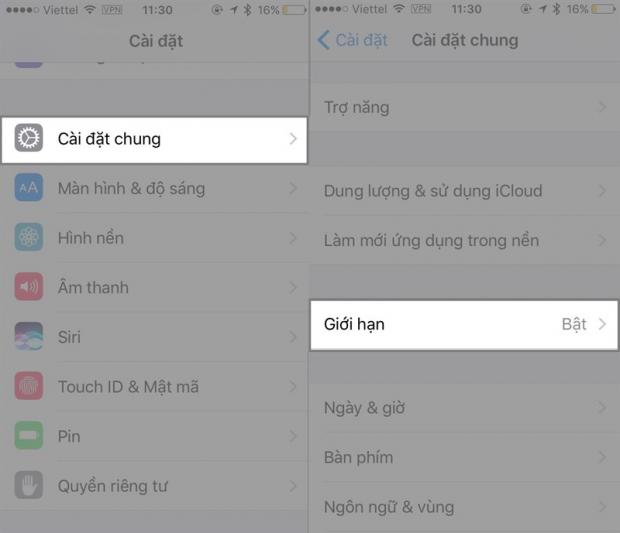 Viettel VPN 11:30 16%
Cài đặt
Cài đặt chung
Màn hình & độ sáng
Hình nền
Âm thanh
Siri
Touch ID & Mật mã
Pin
Quyền riêng tư
Viettel VPN 11:30 16%
Cài đặt Cài đặt chung
Trợ năng
Dung lượng & sử dụng iCloud
Làm mới ứng dụng trong nền
Giới hạn Bật
Ngày & giờ
Bàn phím
Ngôn ngữ & vùng